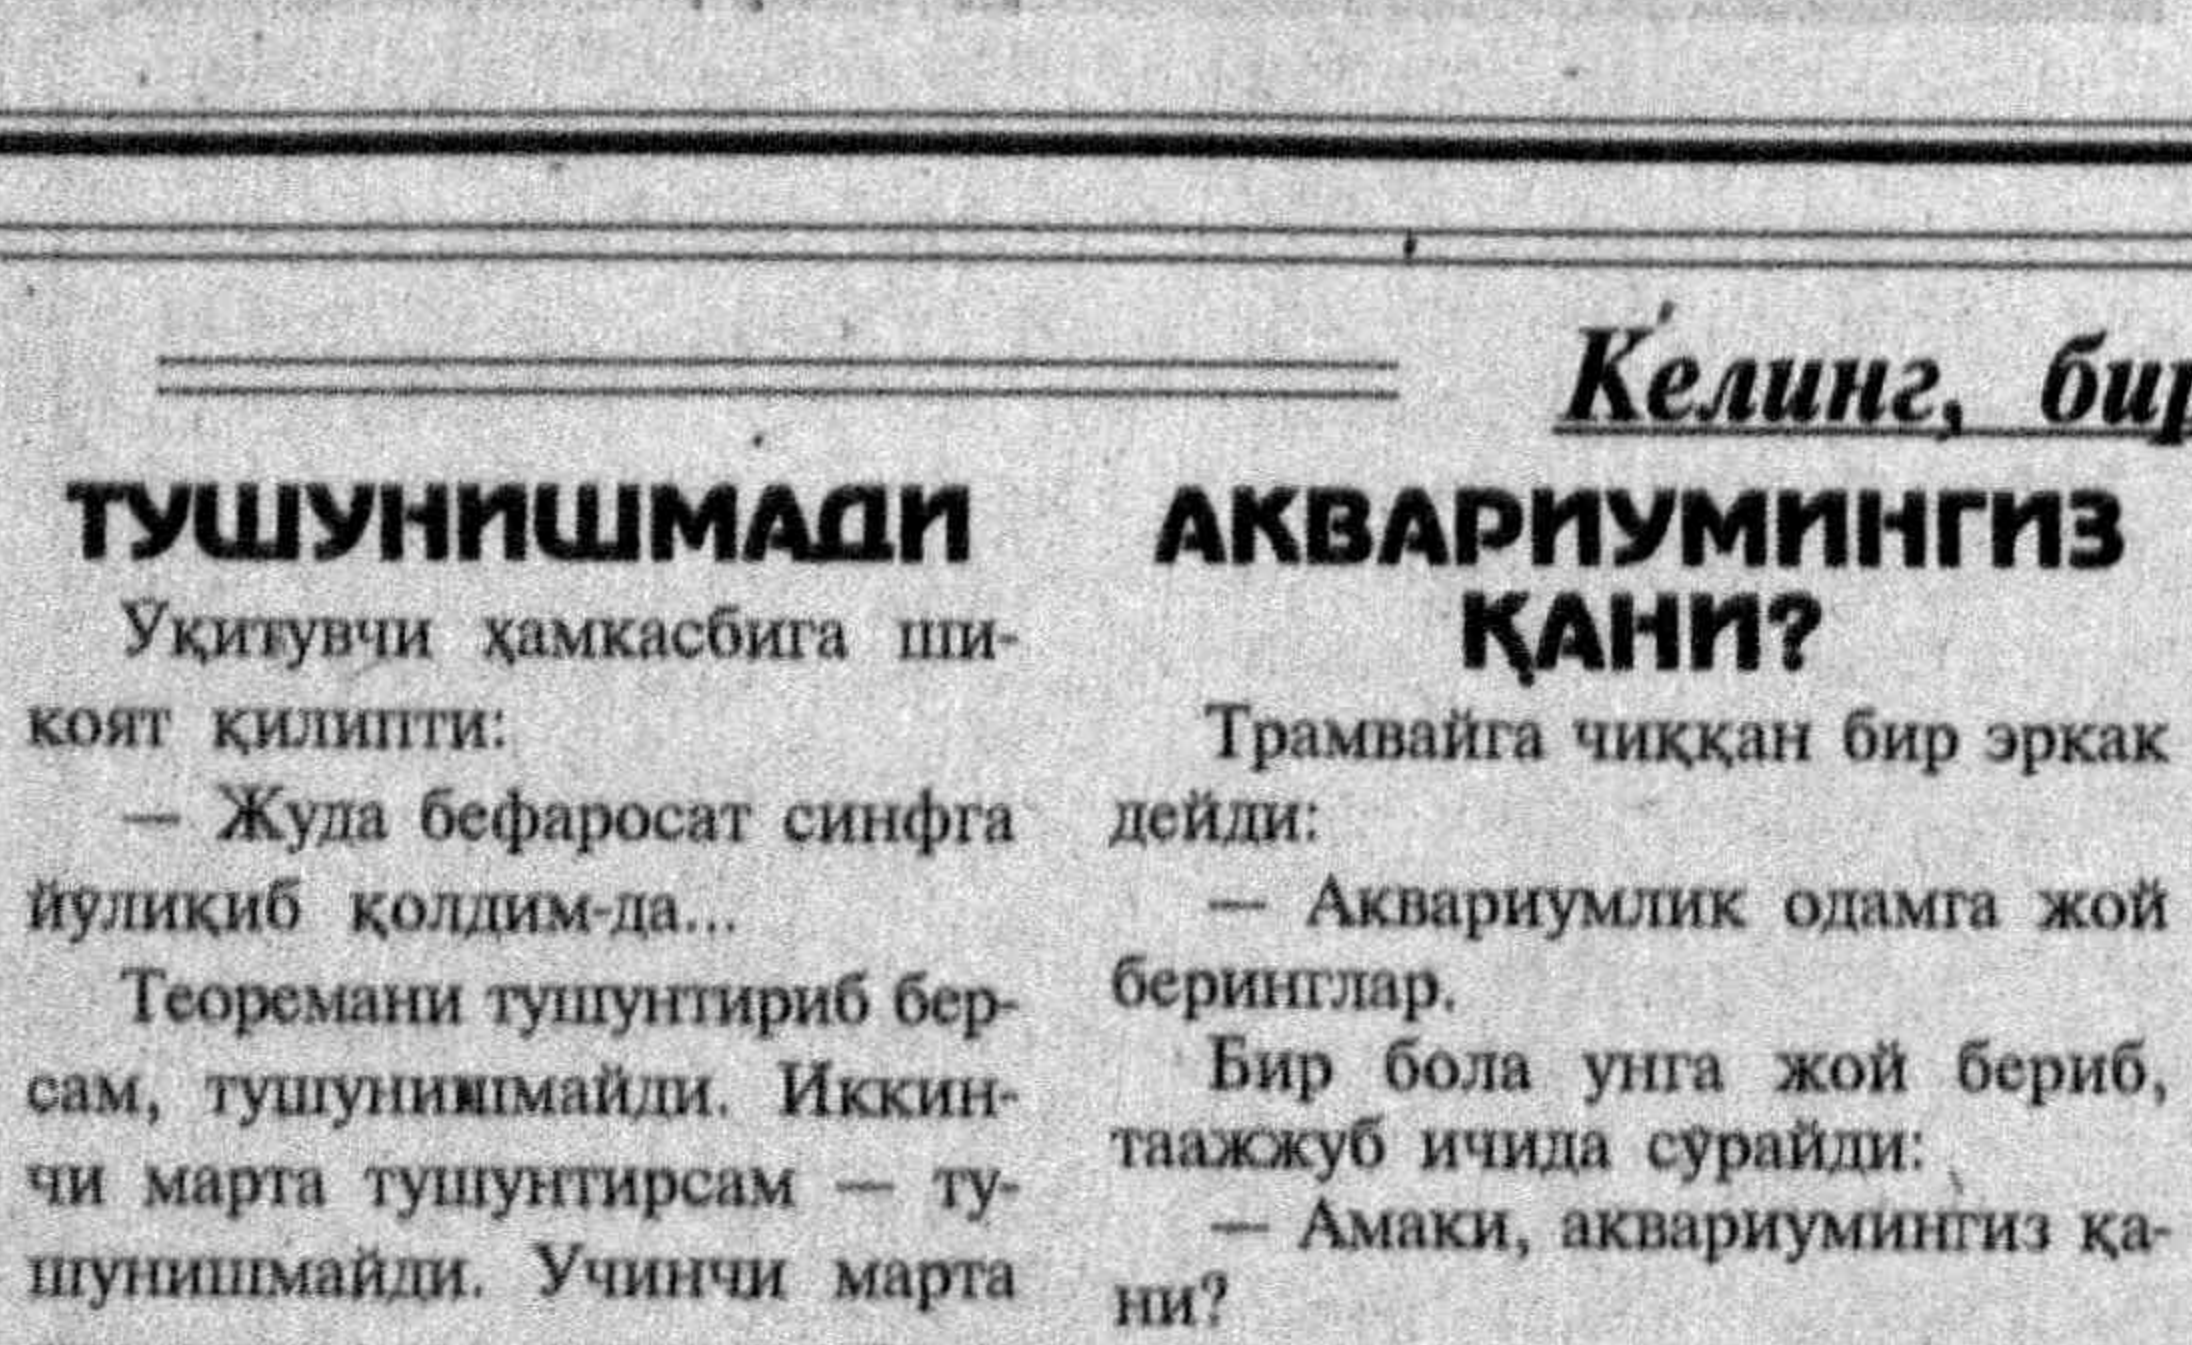 Келинг, бир
ТУШУНИШМАДИ
Ўқитувчи ҳамкасбига ши-
коят қилипти:
— Жуда бефаросат синфга
йўлиқиб қолдим-да...
Теоремани тушунтириб бер-
сам, тушунишмайди. Иккин-
чи марта тушунтирсам — ту-
шунишмайди. Учинчи марта
АКВАРИУМИНГИЗ
ҚАНИ?
Трамвайга чиққан бир эркак
дейди:
— Аквариумлик одамга жой
беринглар.
Бир бола унга жой бериб,
таажжуб ичида сўрайди:
— Амаки, аквариумингиз қа-
ни?